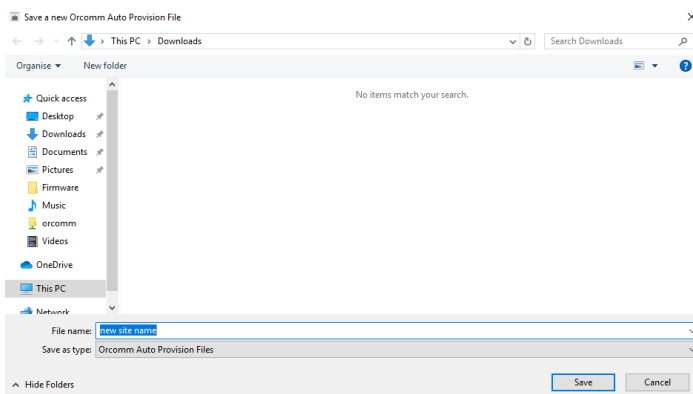 Save a new Orcomm Auto Provision File
This PC > Downloads
Search Downloads
Organise
New folder
No items match your search.
Quick access
Desktop
Downloads
Documents
Pictures
Firmware
Music
orcomm
Videos
OneDrive
This PC
Network
File name: new site name
Save as type: Orcomm Auto Provision Files
Hide Folders
Save
Cancel